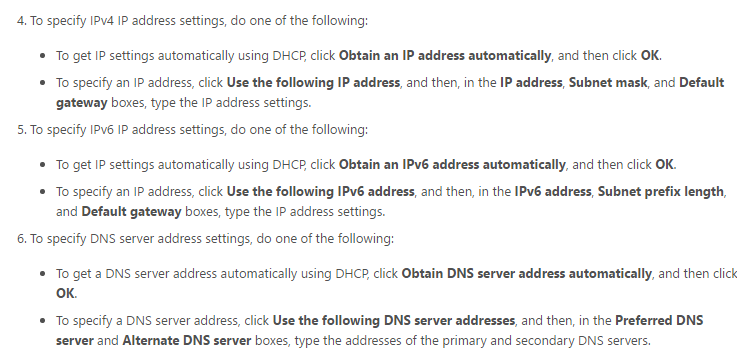 4. To specify IPv4 IP address settings, do one of the following:
• To get IP settings automatically using DHCP, click Obtain an IP address automatically, and then click OK.
• To specify an IP address, click Use the following IP address, and then, in the IP address, Subnet mask, and Default
gateway boxes, type the IP address settings.
5. To specify IPv6 IP address settings, do one of the following:
• To get IP settings automatically using DHCP, click Obtain an IPv6 address automatically, and then click OK.
• To specify an IP address, click Use the following IPv6 address, and then, in the IPv6 address, Subnet prefix length,
and Default gateway boxes, type the IP address settings.
6. To specify DNS server address settings, do one of the following:
• To get a DNS server address automatically using DHCP, click Obtain DNS server address automatically, and then click
OK.
• To specify a DNS server address, click Use the following DNS server addresses, and then, in the Preferred DNS
server and Alternate DNS server boxes, type the addresses of the primary and secondary DNS servers.